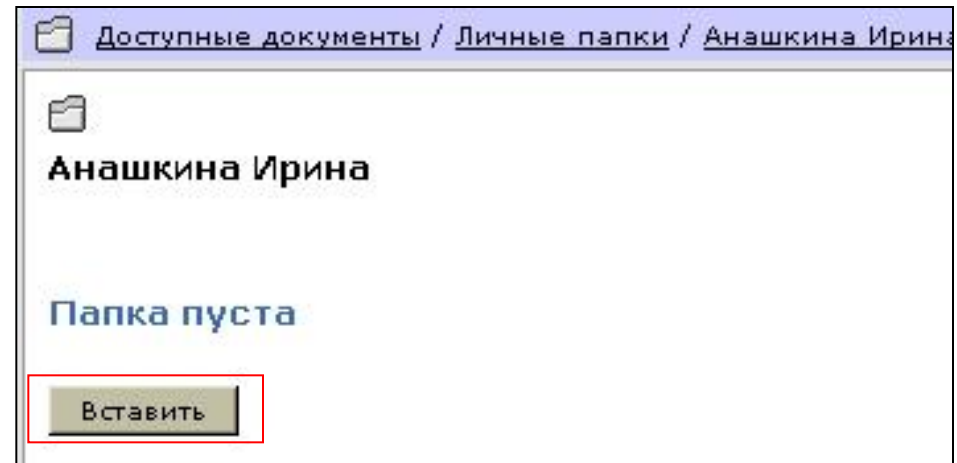 Доступные документы / Личные папки / Анашкина Ирина
Анашкина Ирина
Папка пуста
Вставить